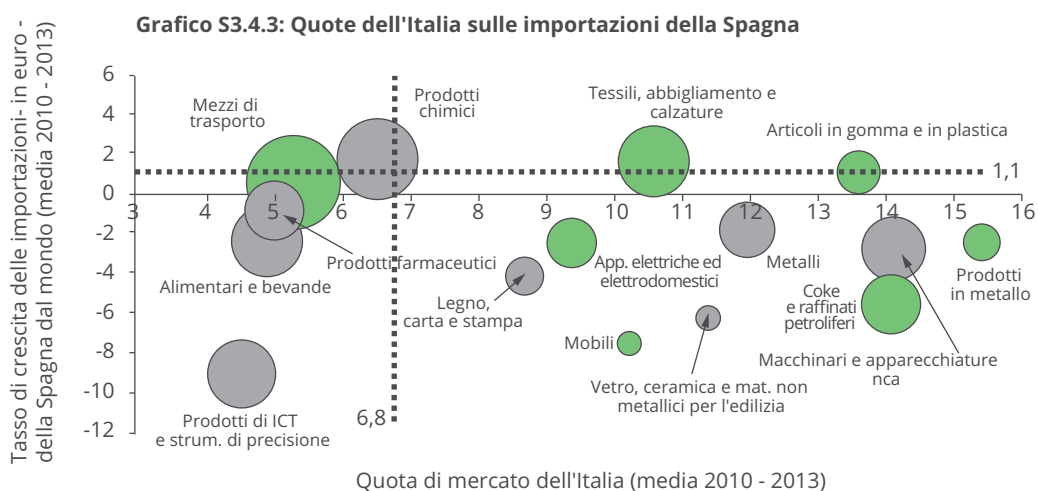 Grafico S3.4.3: Quote dell'Italia sulle importazioni della Spagna
Tasso di crescita delle importazioni- in euro -
della Spagna dal mondo (media 2010 - 2013)
6
4
2
0
-2
-4
-6
-8
-10
-12
3
4
5
6
7
8
9
10
11
12
13
14
15
16
Mezzi di
trasporto
Prodotti
chimici
Tessili, abbigliamento e
calzature
Articoli in gomma e in plastica
1,1
Prodotti farmaceutici
Alimentari e bevande
Legno,
carta e stampa
App. elettriche ed
elettrodomestici
Metalli
Coke
e raffinati
petroliferi
Prodotti
in metallo
Mobili
Macchinari e apparecchiature
nca
Vetro, ceramica e mat. non
metallici per l'edilizia
6,8
Prodotti di ICT
e strum. di precisione
Quota di mercato dell'Italia (media 2010 - 2013)